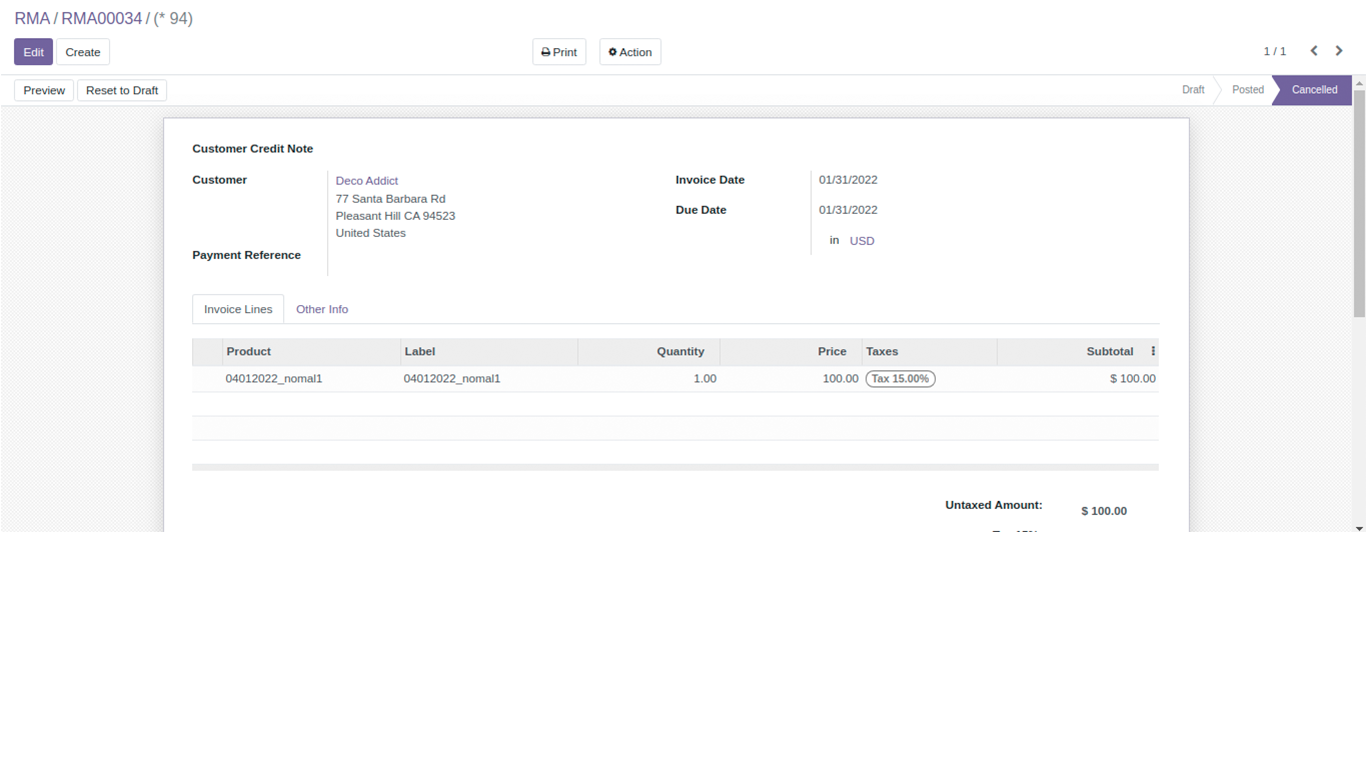 RMA / RMA00034 / (* 94)
Edit Create Print Action 1 / 1
Preview Reset to Draft Draft Posted Cancelled
Customer Credit Note
Customer Deco Addict Invoice Date 01/31/2022
77 Santa Barbara Rd
Pleasant Hill CA 94523 Due Date 01/31/2022
United States in USD
Payment Reference
Invoice Lines Other Info
Product Label Quantity Price Taxes Subtotal
04012022_nomal1 04012022_nomal1 1.00 100.00 Tax 15.00% $ 100.00
Untaxed Amount: $ 100.00